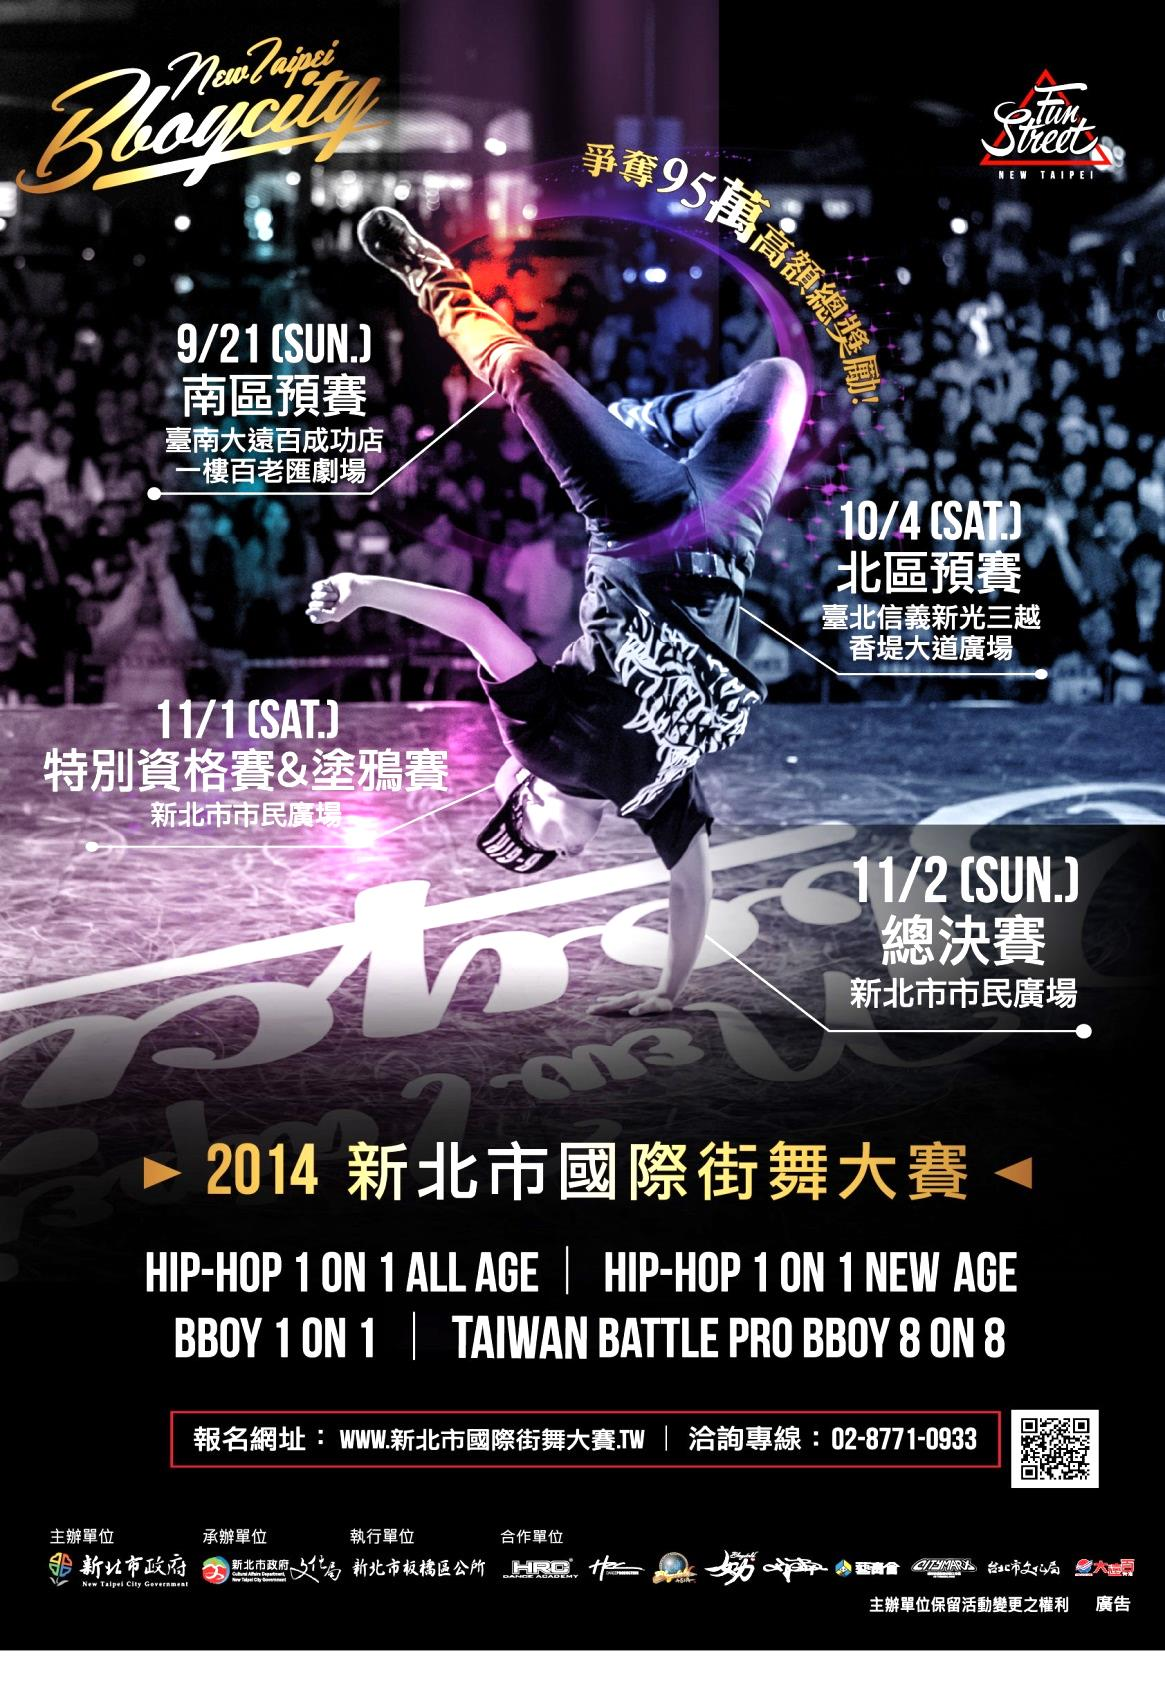 New Taipei
Bboycity
Fun
Street
NEW TAIPEI
爭奪95萬高額總獎勵!
9/21 (SUN.)
南區預賽
臺南大遠百成功店
一樓百老匯劇場
10/4 (SAT.)
北區預賽
臺北信義新光三越
香堤大道廣場
11/1 (SAT.)
特別資格賽&塗鴉賽
新北市市民廣場
11/2 (SUN.)
總決賽
新北市市民廣場
2014 新北市國際街舞大賽
HIP-HOP 1 ON 1 ALL AGE | HIP-HOP 1 ON 1 NEW AGE
BBOY 1 ON 1 | TAIWAN BATTLE PRO BBOY 8 ON 8
報名網址：WWW.新北市國際街舞大賽.TW | 洽詢專線：02-8771-0933
主辦單位 承辦單位 執行單位 合作單位
新北市政府 新北市政府文化局 新北市板橋區公所 HRC CITYMARX 台北市文化局 大遠百
New Taipei City Government Cultural Affairs Department, New Taipei City Government DANCE ACADEMY
主辦單位保留活動變更之權利 廣告